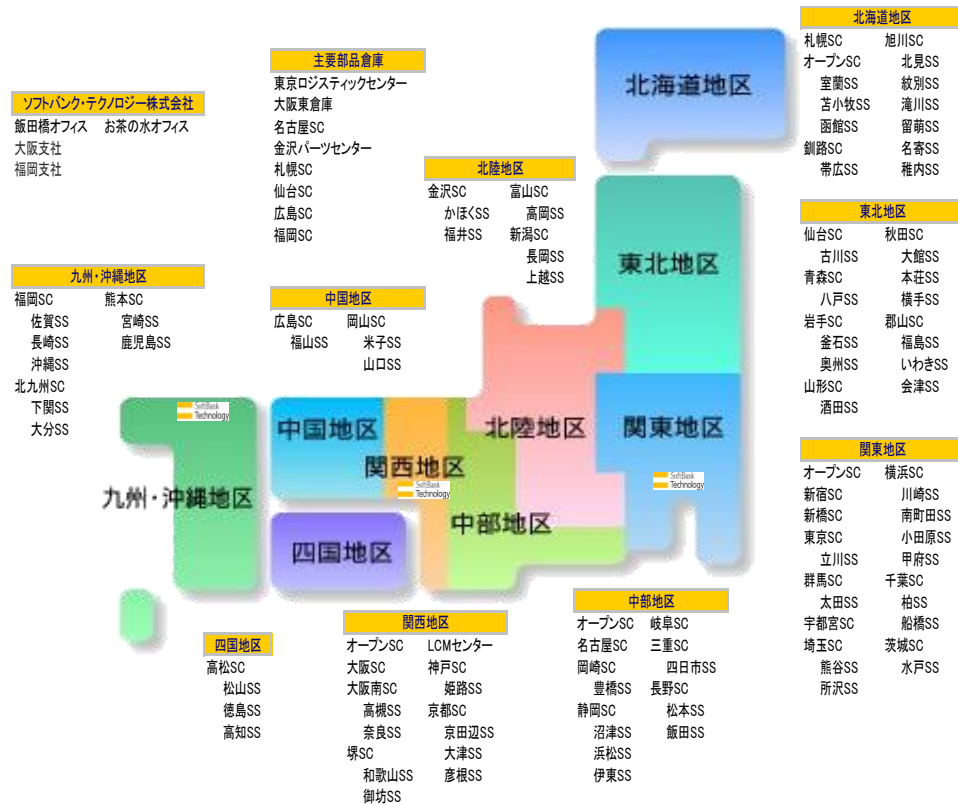 ソフトバンク・テクノロジー株式会社
飯田橋オフィス お茶の水オフィス
大阪支社
福岡支社
主要部品倉庫
東京ロジスティックセンター
大阪東倉庫
名古屋SC
金沢パーツセンター
札幌SC
仙台SC
広島SC
福岡SC
北陸地区
金沢SC 富山SC
かほくSS 高岡SS
福井SS 新潟SC
長岡SS
上越SS
北海道地区
札幌SC 旭川SC
オープンSC 北見SS
室蘭SS 紋別SS
苫小牧SS 滝川SS
函館SS 留萌SS
釧路SC 名寄SS
帯広SS 稚内SS
東北地区
仙台SC 秋田SC
古川SS 大館SS
青森SC 本荘SS
八戸SS 横手SS
岩手SC 郡山SC
釜石SS 福島SS
奥州SS いわきSS
山形SC 会津SS
酒田SS
九州・沖縄地区
福岡SC 熊本SC
佐賀SS 宮崎SS
長崎SS 鹿児島SS
沖縄SS
北九州SC
下関SS
大分SS
中国地区
広島SC 岡山SC
福山SS 米子SS
山口SS
関東地区
オープンSC 横浜SC
新宿SC 川崎SS
新橋SC 南町田SS
東京SC 小田原SS
立川SS 甲府SS
群馬SC 千葉SC
太田SS 柏SS
宇都宮SC 船橋SS
埼玉SC 茨城SC
熊谷SS 水戸SS
所沢SS
北海道地区
東北地区
北陸地区
関東地区
中国地区
関西地区
中部地区
四国地区
九州・沖縄地区
SoftBank
Technology
SoftBank
Technology
SoftBank
Technology
四国地区
高松SC
松山SS
徳島SS
高知SS
関西地区
オープンSC LCMセンター
大阪SC 神戸SC
大阪南SC 姫路SS
高槻SS 京都SC
奈良SS 京田辺SS
堺SC 大津SS
和歌山SS 彦根SS
御坊SS
中部地区
オープンSC 岐阜SC
名古屋SC 三重SC
岡崎SC 四日市SS
豊橋SS 長野SC
静岡SC 松本SS
沼津SS 飯田SS
浜松SS
伊東SS